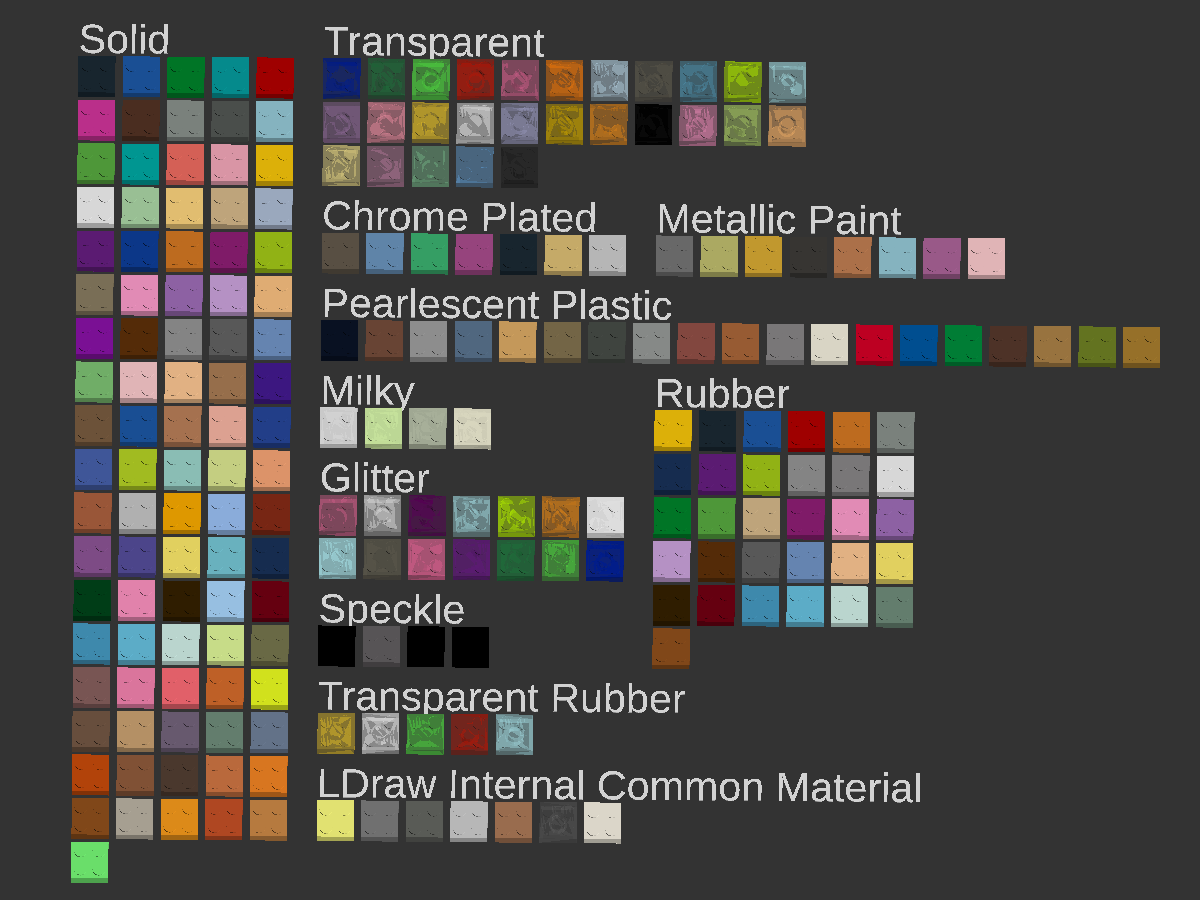 Solid
Transparent
Chrome Plated
Metallic Paint
Pearlescent Plastic
Milky
Rubber
Glitter
Speckle
Transparent Rubber
LDraw Internal Common Material